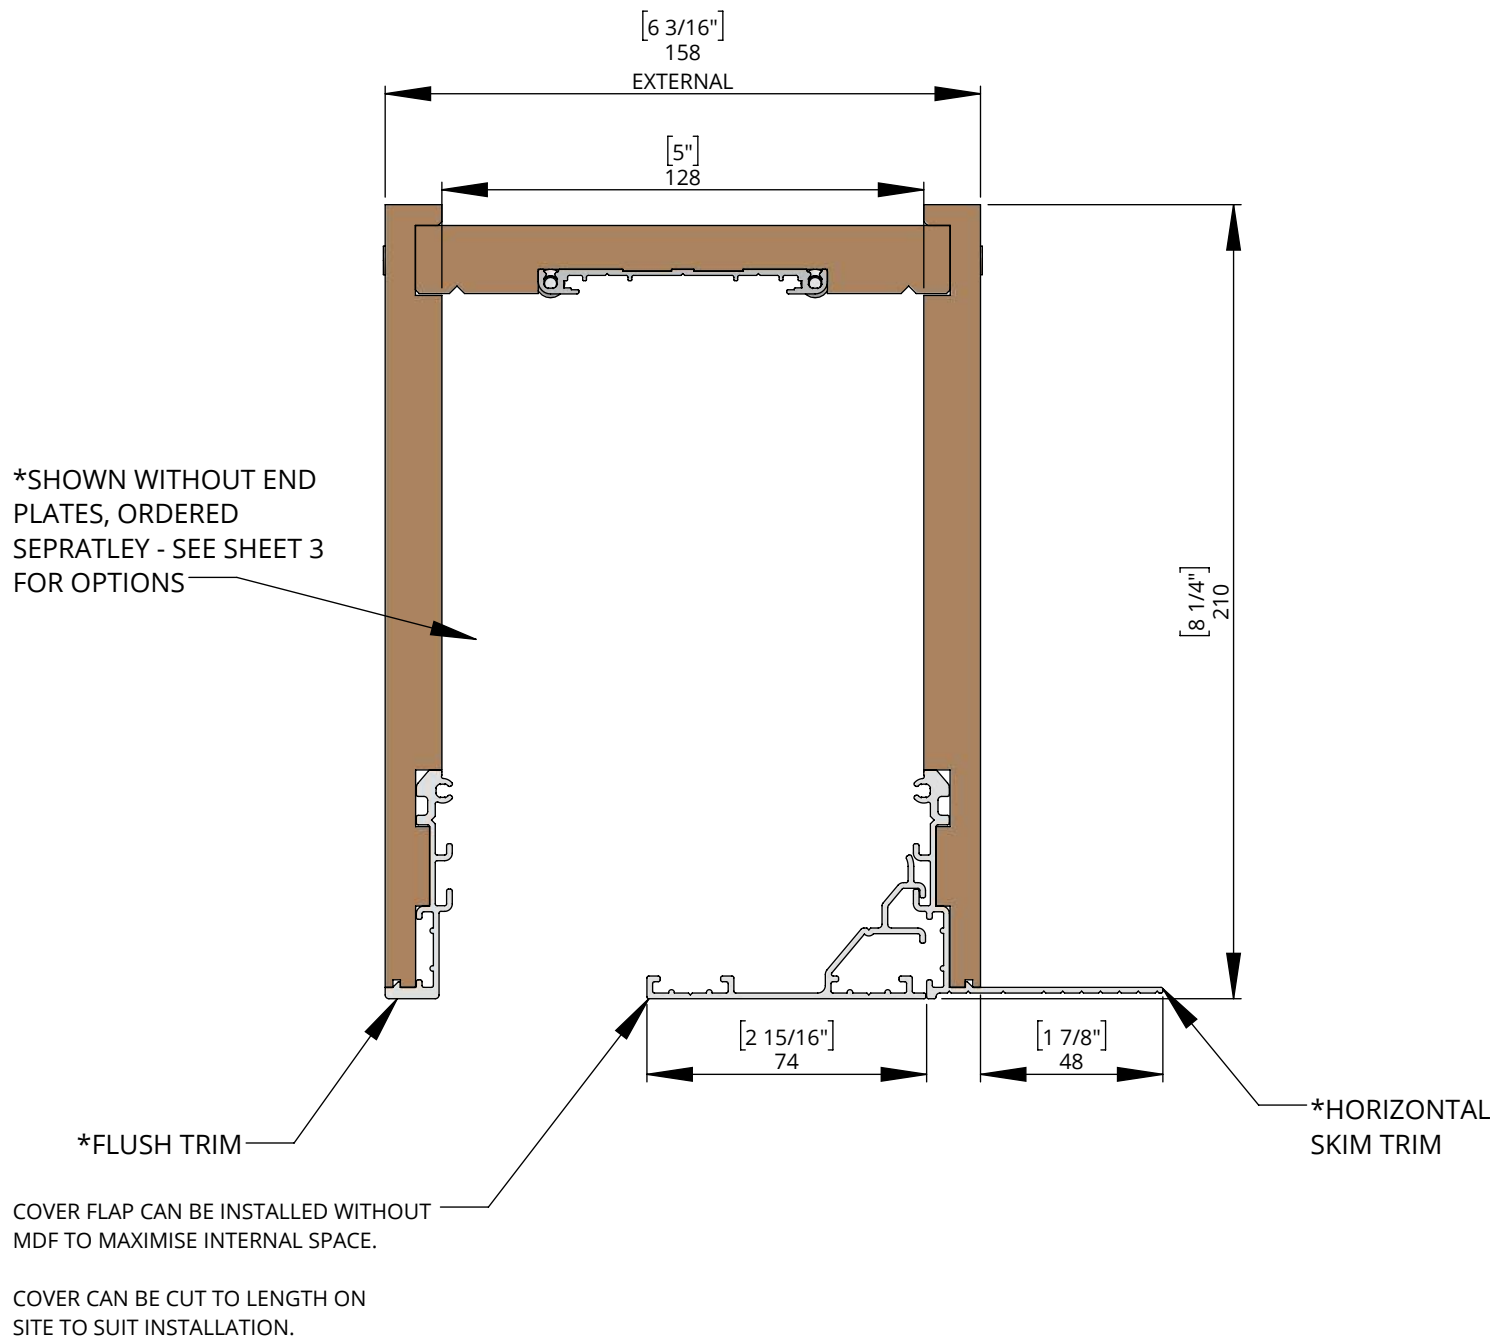 [6 3/16"]
158
EXTERNAL
[5"]
128
*SHOWN WITHOUT END
PLATES, ORDERED
SEPRATLEY - SEE SHEET 3
FOR OPTIONS
[8 1/4"]
210
[2 15/16"]
74
[1 7/8"]
48
*HORIZONTAL
SKIM TRIM
*FLUSH TRIM
COVER FLAP CAN BE INSTALLED WITHOUT
MDF TO MAXIMISE INTERNAL SPACE.
COVER CAN BE CUT TO LENGTH ON
SITE TO SUIT INSTALLATION.